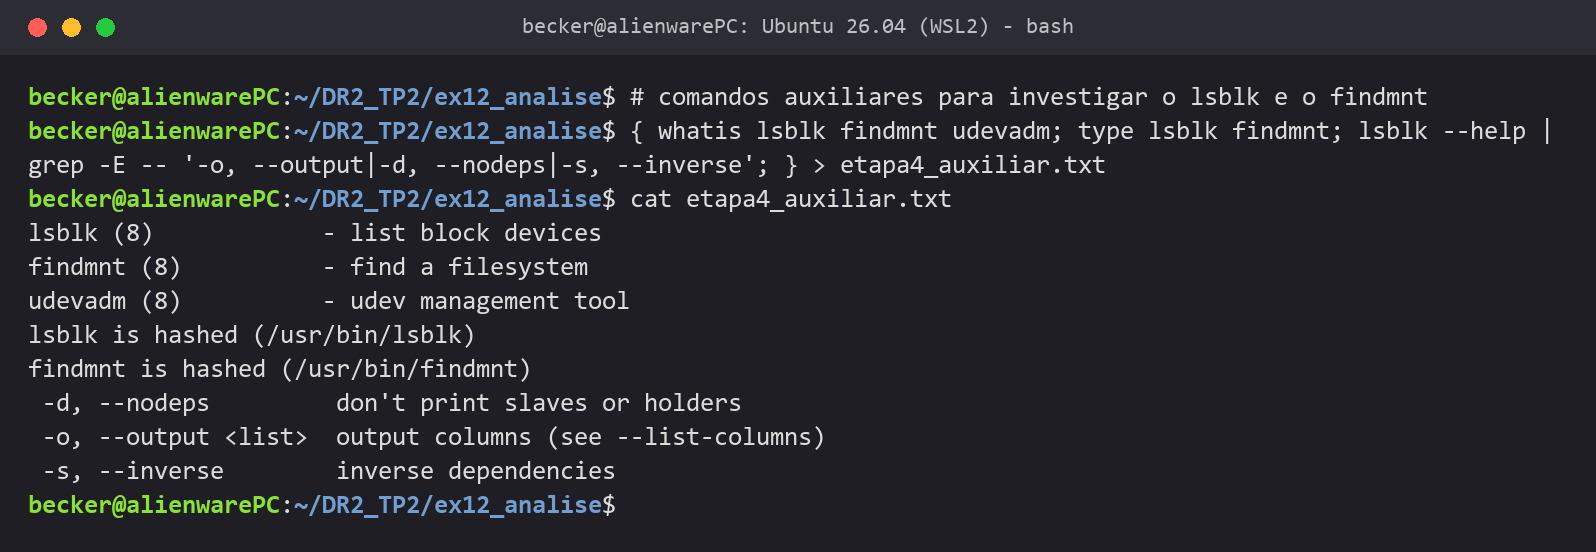 becker@alienwarePC: Ubuntu 26.04 (WSL2) - bash
becker@alienwarePC:~/DR2_TP2/ex12_analise$ # comandos auxiliares para investigar o lsblk e o findmnt
becker@alienwarePC:~/DR2_TP2/ex12_analise$ { whatis lsblk findmnt udevadm; type lsblk findmnt; lsblk --help |
grep -E -- '-o, --output|-d, --nodeps|-s, --inverse'; } > etapa4_auxiliar.txt
becker@alienwarePC:~/DR2_TP2/ex12_analise$ cat etapa4_auxiliar.txt
lsblk (8)            - list block devices
findmnt (8)          - find a filesystem
udevadm (8)          - udev management tool
lsblk is hashed (/usr/bin/lsblk)
findmnt is hashed (/usr/bin/findmnt)
 -d, --nodeps         don't print slaves or holders
 -o, --output <list>  output columns (see --list-columns)
 -s, --inverse        inverse dependencies
becker@alienwarePC:~/DR2_TP2/ex12_analise$